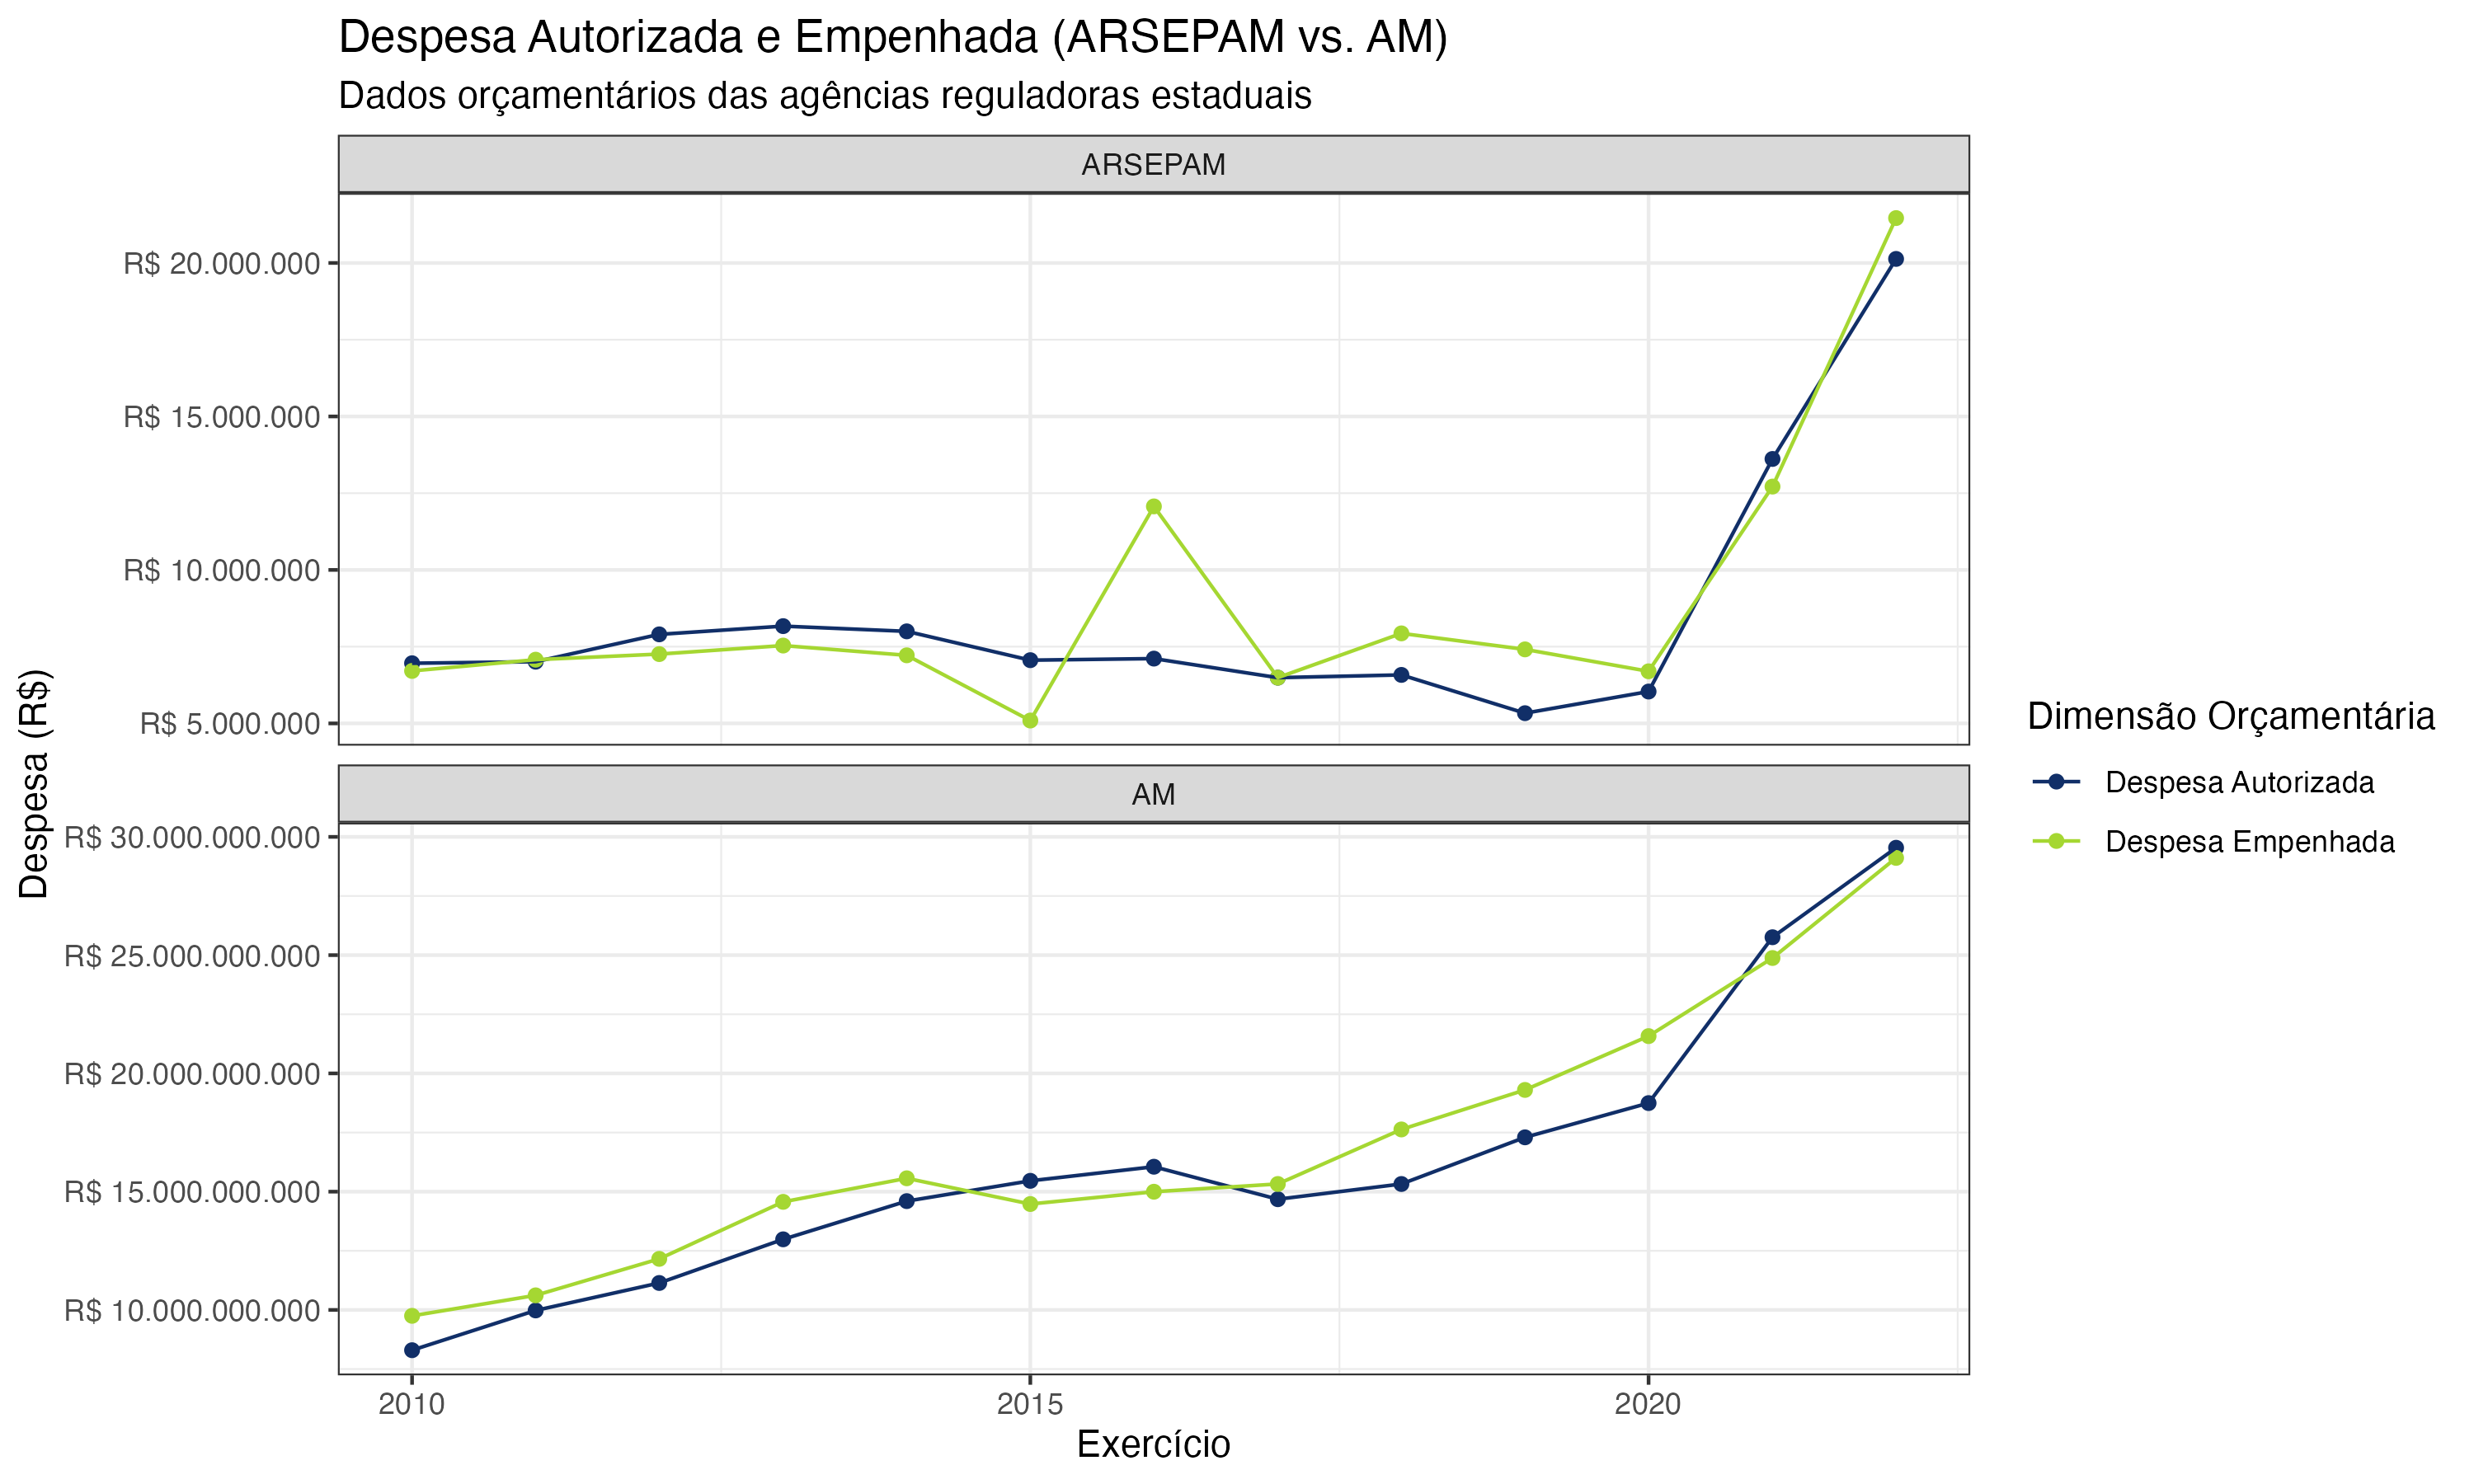 Despesa Autorizada e Empenhada (ARSEPAM vs. AM)
Dados orçamentários das agências reguladoras estaduais
ARSEPAM
R$ 20.000.000
R$ 15.000.000
R$ 10.000.000
R$ 5.000.000
Despesa (R$)
AM
R$ 30.000.000.000
R$ 25.000.000.000
R$ 20.000.000.000
R$ 15.000.000.000
R$ 10.000.000.000
2010
2015
2020
Exercício
Dimensão Orçamentária
Despesa Autorizada
Despesa Empenhada